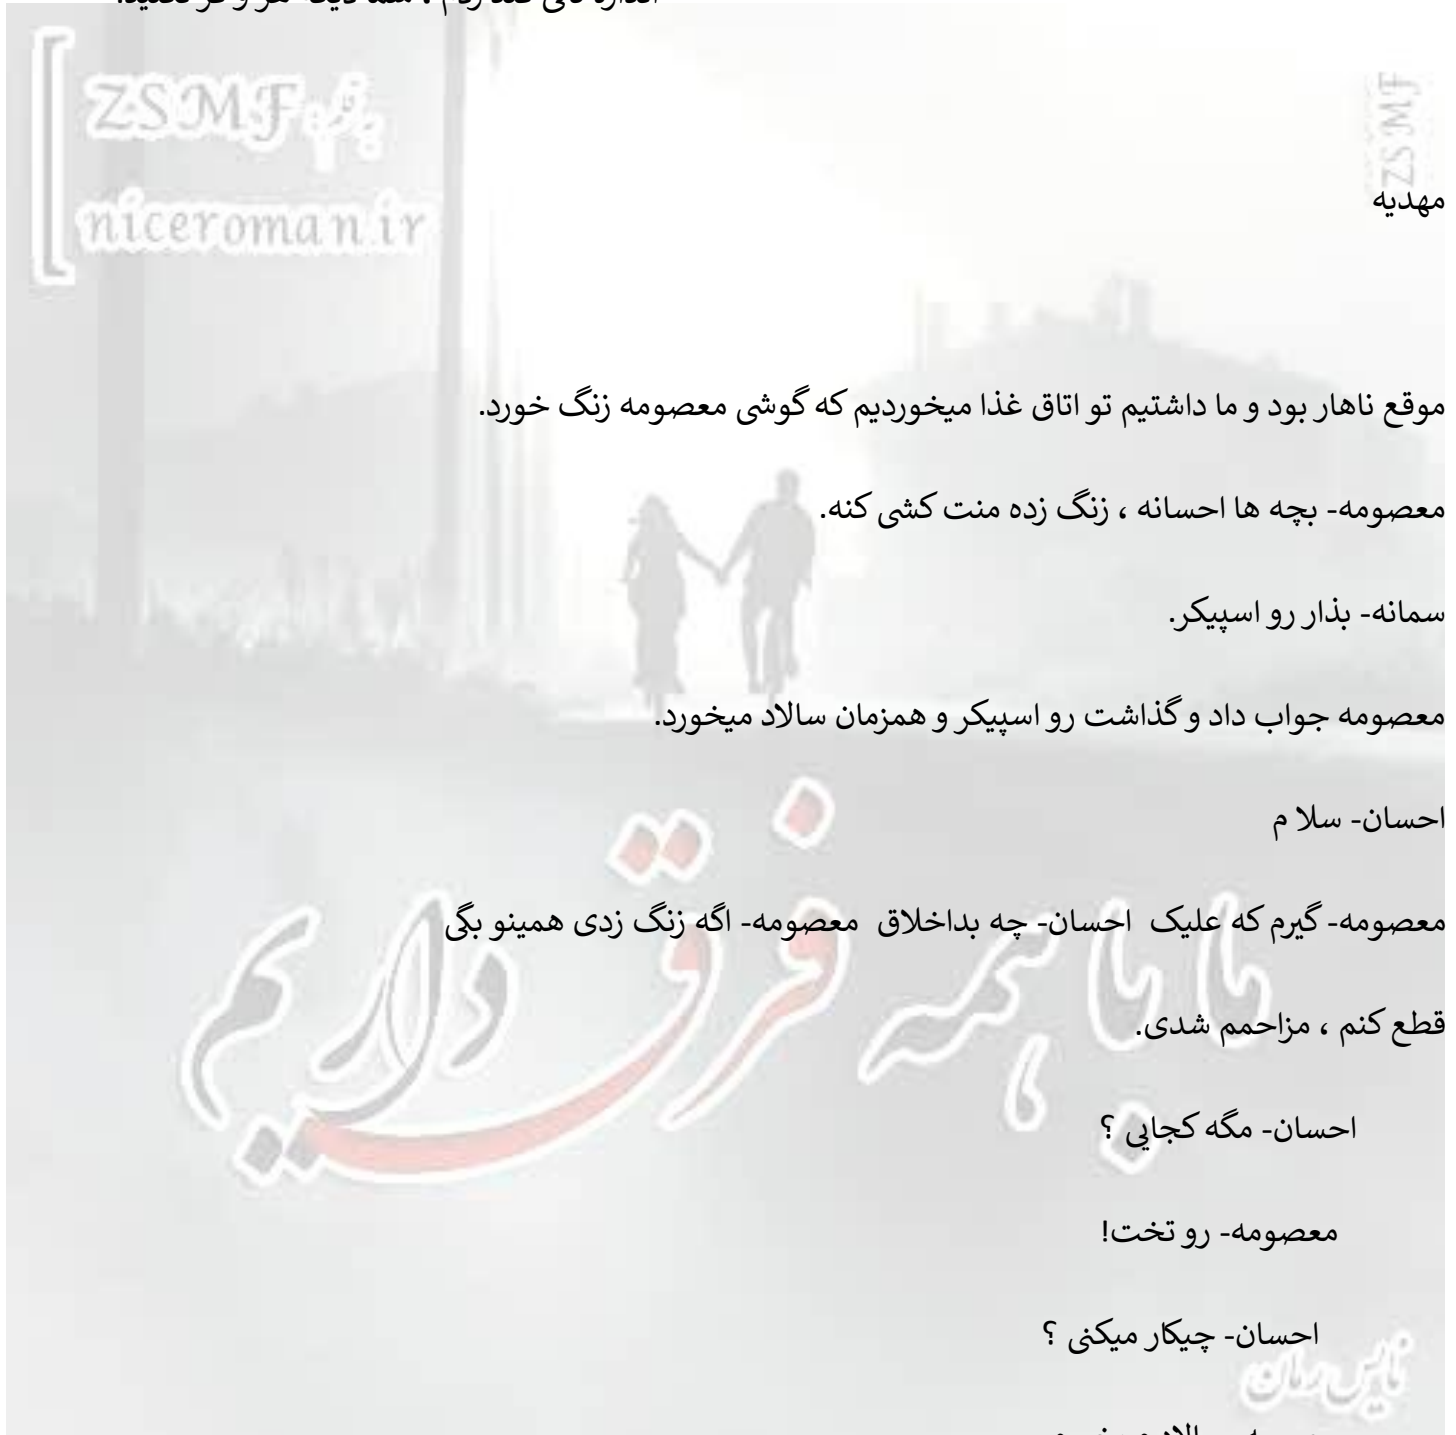 ZSMF
niceroman.ir
ZSMF
مهدیه
موقع ناهار بود و ما داشتیم تو اتاق غذا میخوردیم که گوشی معصومه زنگ خورد.
معصومه- بچه ها احسانه ، زنگ زده منت کشی کنه.
سمانه- بذار رو اسپیکر.
معصومه جواب داد و گذاشت رو اسپیکر و همزمان سالاد میخورد.
احسان- سلا م
معصومه- گیرم که علیک احسان- چه بداخلاق معصومه- اگه زنگ زدی همینو بگی
ما با همه فرق داریم
قطع کنم ، مزاحمم شدی.
احسان- مگه کجایی ؟
معصومه- رو تخت!
احسان- چیکار میکنی ؟
نایس رمان